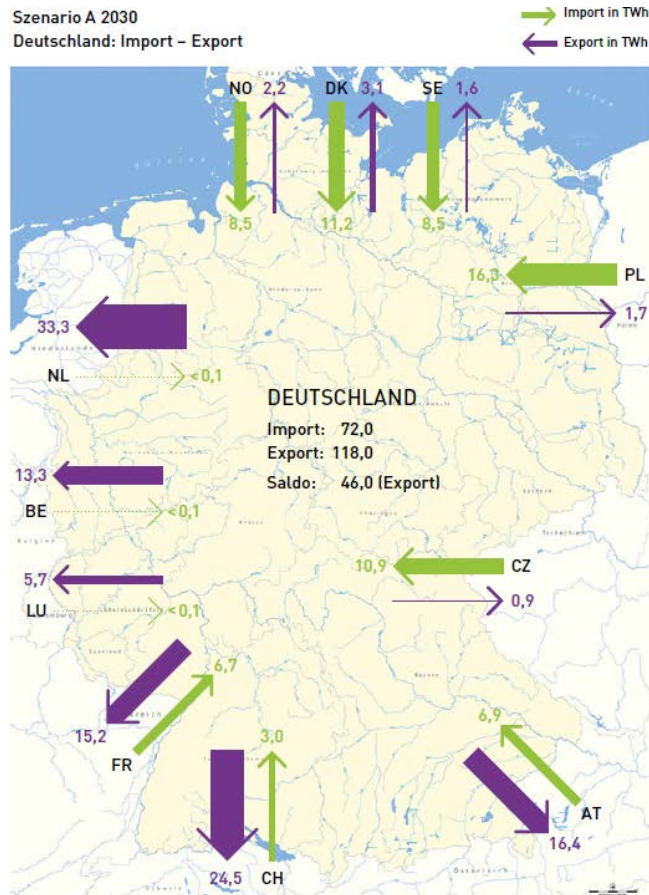 Szenario A 2030
Deutschland: Import – Export
Import in TWh
Export in TWh
NO 2,2 DK 3,1 SE 1,6
8,5 11,2 8,5
16,3 PL
1,7
33,3
NL <0,1
DEUTSCHLAND
Import: 72,0
Export: 118,0
Saldo: 46,0 (Export)
13,3
BE <0,1
10,9 CZ
5,7 0,9
LU <0,1
6,7
15,2
FR
3,0
6,9
AT
16,4
24,5 CH
Österreich
Schweiz